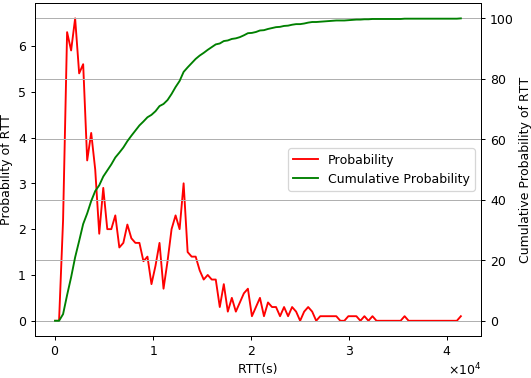 Probability of RTT
6
5
4
3
2
1
0
100
80
60
40
20
0
Cumulative Probability of RTT
Probability
Cumulative Probability
0 1 2 3 4
RTT(s)
×10⁴